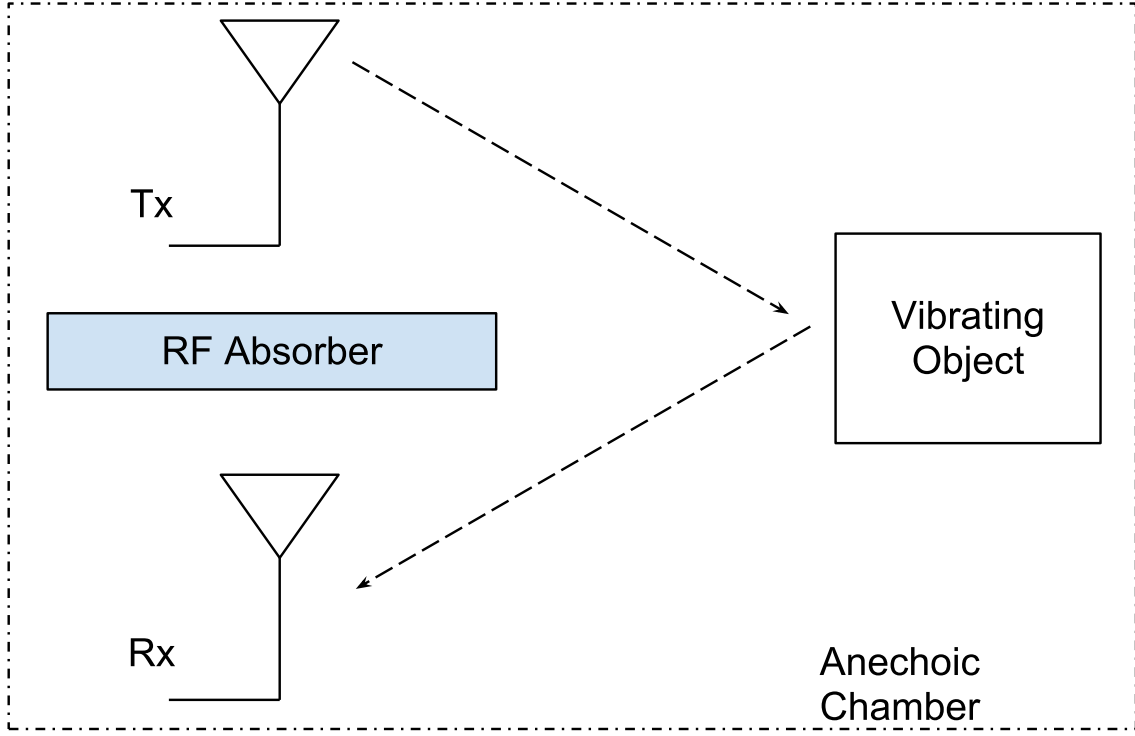 Tx
RF Absorber
Vibrating
Object
Rx
Anechoic
Chamber